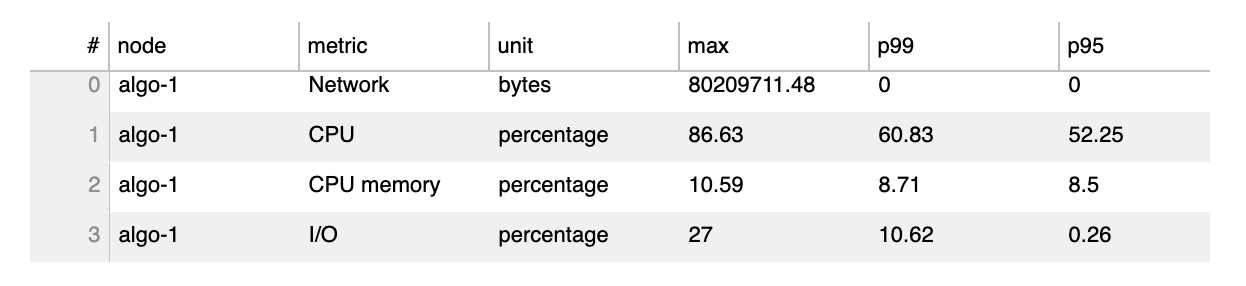 # node metric unit max p99 p95
0 algo-1 Network bytes 80209711.48 0 0
1 algo-1 CPU percentage 86.63 60.83 52.25
2 algo-1 CPU memory percentage 10.59 8.71 8.5
3 algo-1 I/O percentage 27 10.62 0.26